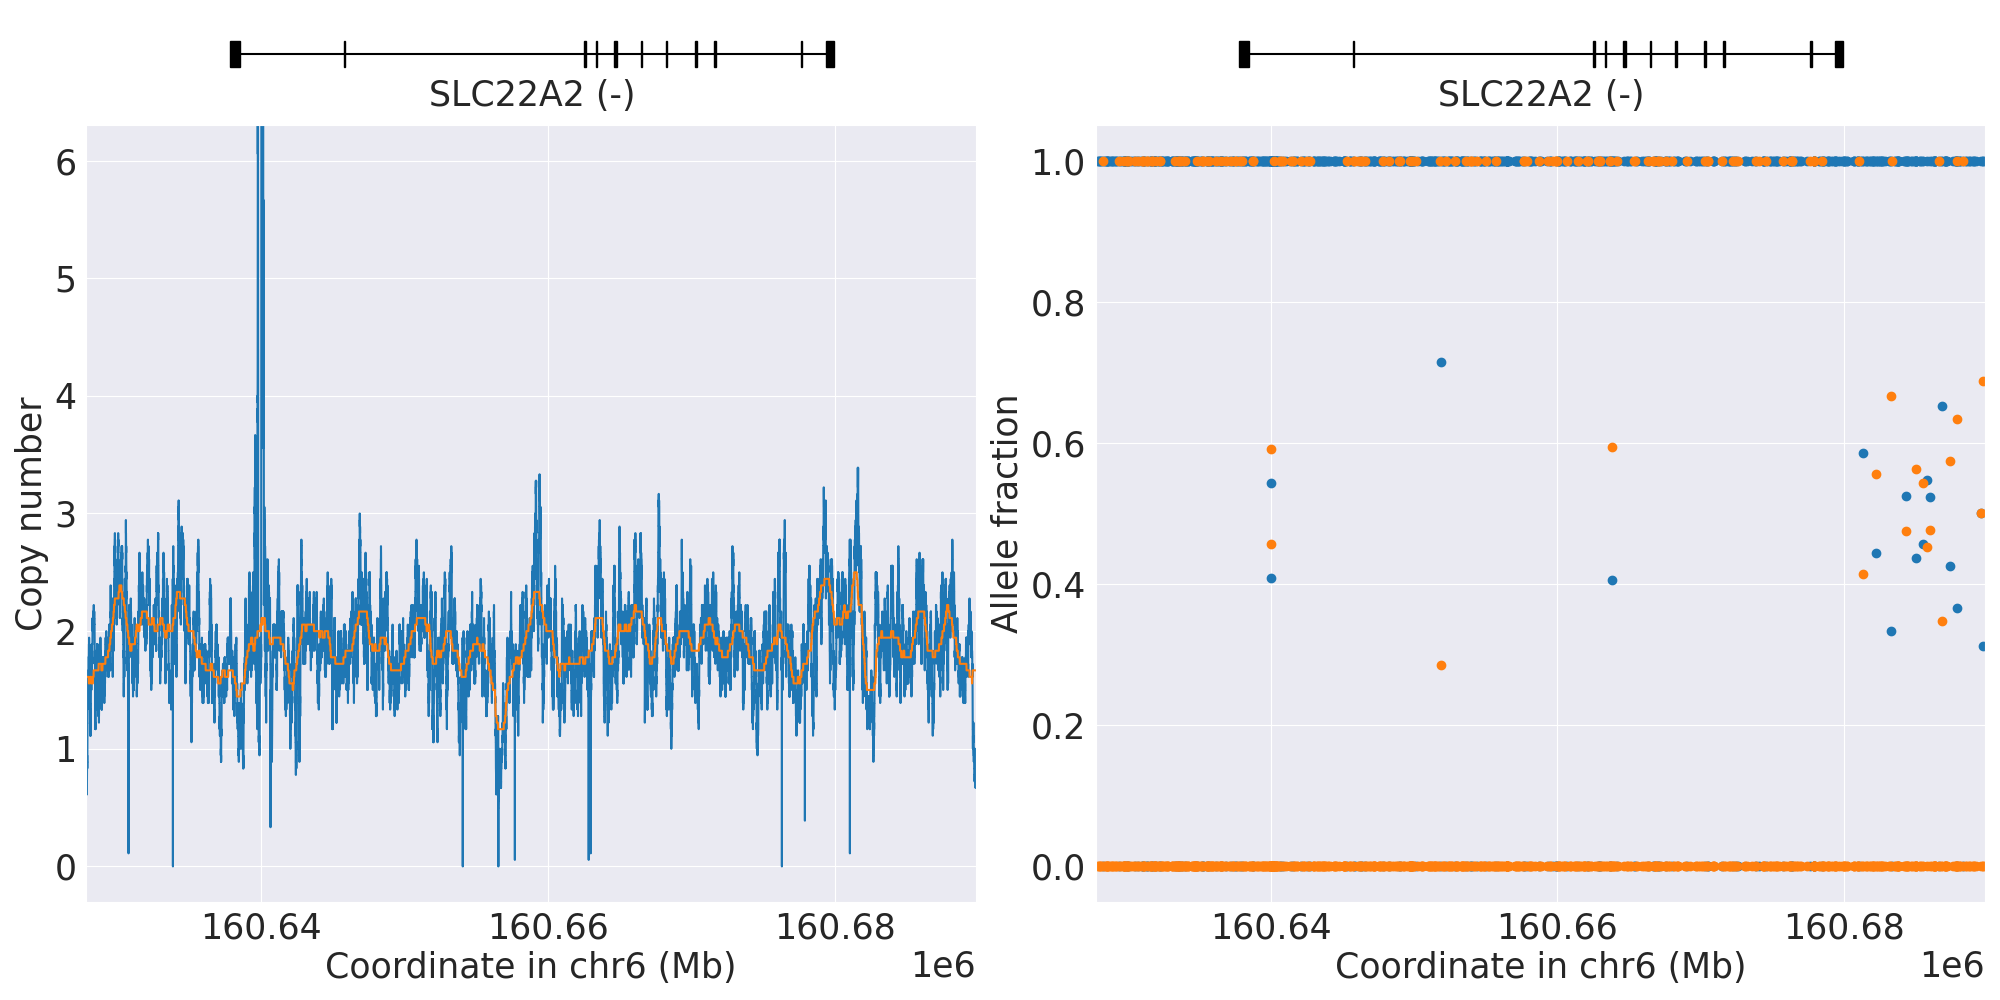 SLC22A2 (-)
6
5
4
3
2
1
0
Copy number
160.64 160.66 160.68
Coordinate in chr6 (Mb) 1e6
SLC22A2 (-)
1.0
0.8
0.6
0.4
0.2
0.0
Allele fraction
160.64 160.66 160.68
Coordinate in chr6 (Mb) 1e6